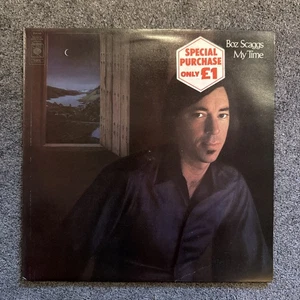 SPECIAL
PURCHASE
ONLY £1
Boz Scaggs
My Time